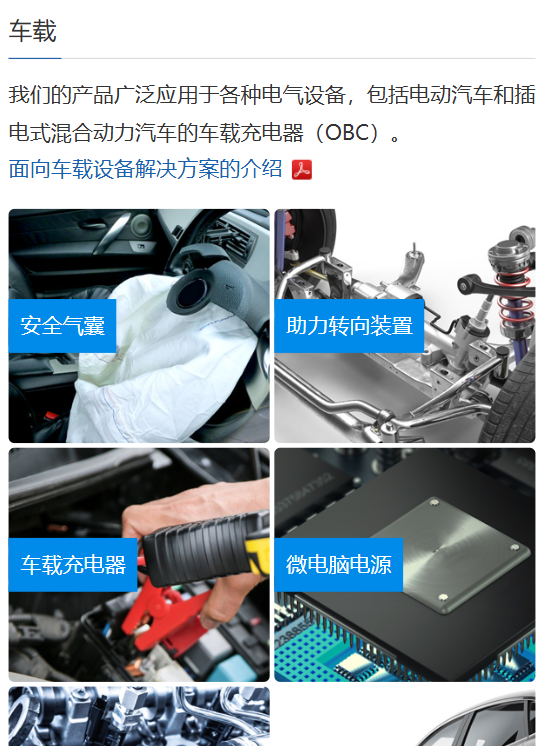 车载
我们的产品广泛应用于各种电气设备，包括电动汽车和插
电式混合动力汽车的车载充电器（OBC）。
面向车载设备解决方案的介绍
安全气囊
助力转向装置
车载充电器
微电脑电源